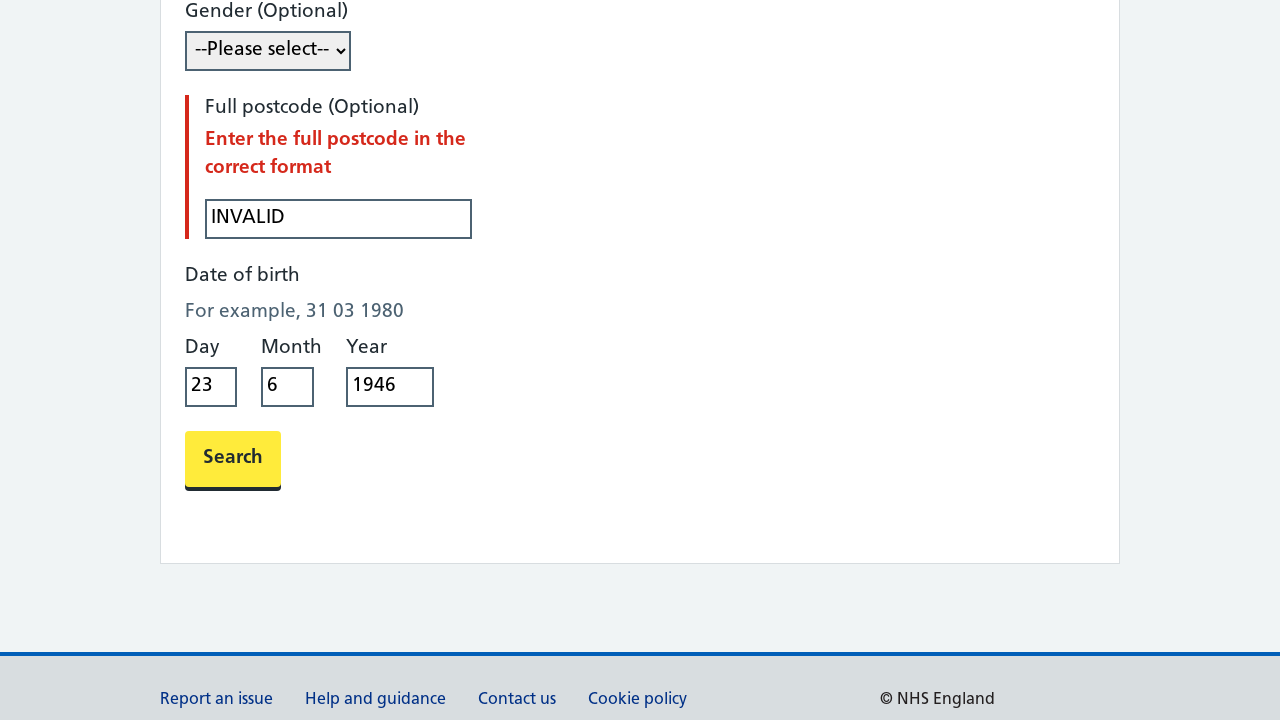 Gender (Optional)
--Please select--
Full postcode (Optional)
Enter the full postcode in the
correct format
INVALID
Date of birth
For example, 31 03 1980
Day Month Year
23 6 1946
Search
Report an issue Help and guidance Contact us Cookie policy © NHS England